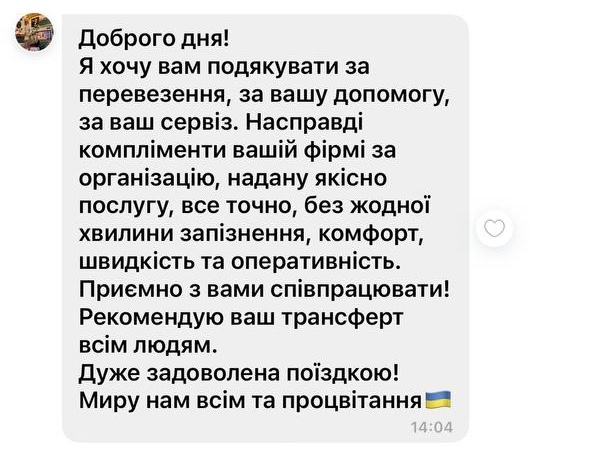 Доброго дня!
Я хочу вам подякувати за
перевезення, за вашу допомогу,
за ваш сервіз. Насправді
компліменти вашій фірмі за
організацію, надану якісно
послугу, все точно, без жодної
хвилини запізнення, комфорт,
швидкість та оперативність.
Приємно з вами співпрацювати!
Рекомендую ваш трансферт
всім людям.
Дуже задоволена поїздкою!
Миру нам всім та процвітання🇺🇦
14:04